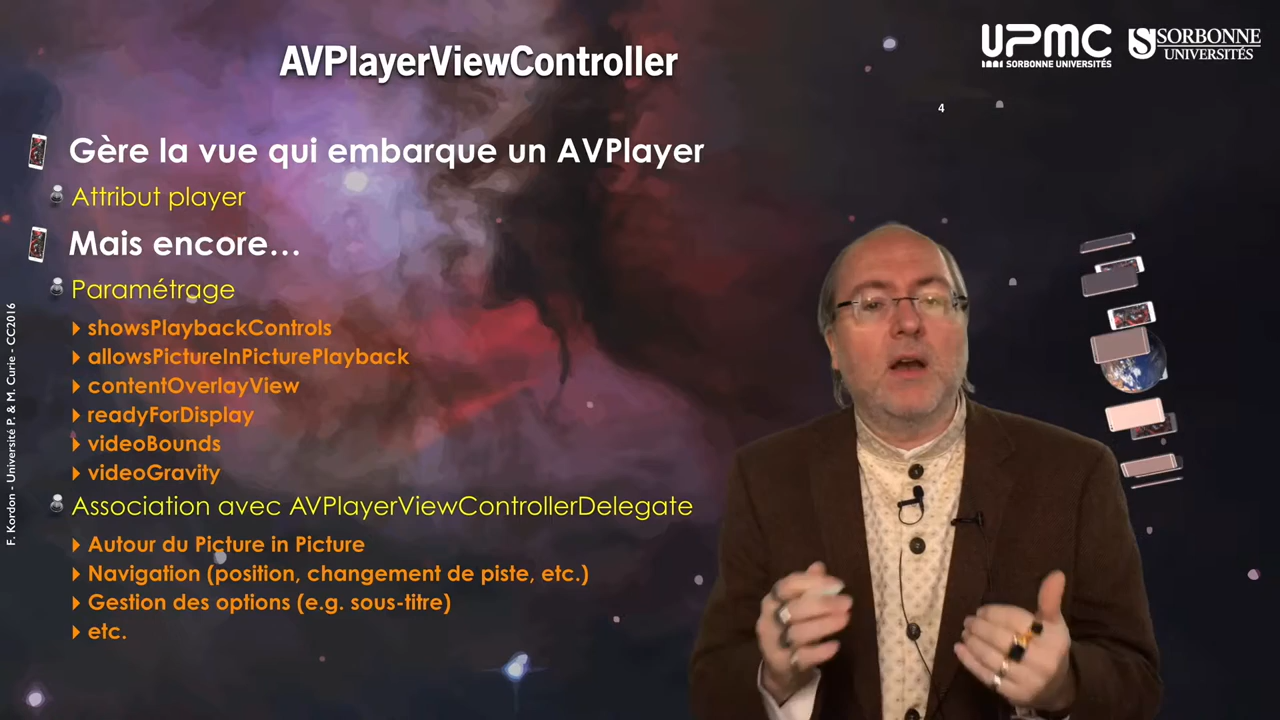 AVPlayerViewController
UPMC
SORBONNE UNIVERSITÉS
SORBONNE
UNIVERSITÉS
4
Gère la vue qui embarque un AVPlayer
Attribut player
Mais encore...
Paramétrage
showsPlaybackControls
allowsPictureInPicturePlayback
contentOverlayView
readyForDisplay
videoBounds
videoGravity
Association avec AVPlayerViewControllerDelegate
Autour du Picture in Picture
Navigation (position, changement de piste, etc.)
Gestion des options (e.g. sous-titre)
etc.
F. Kordon - Université P. & M. Curie - CC2016